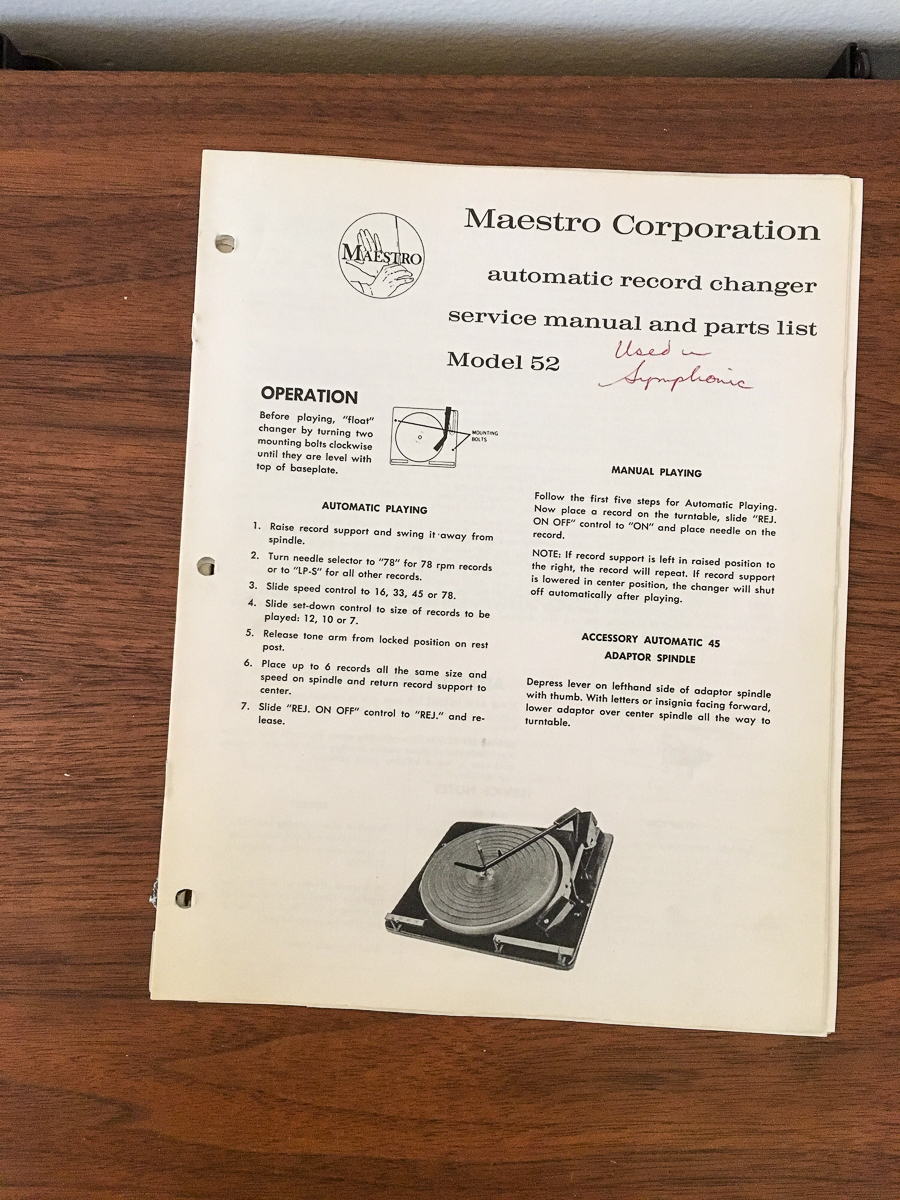 MAESTRO
Maestro Corporation
automatic record changer
service manual and parts list
Model 52
Used in
Symphonic
OPERATION
Before playing, "float"
changer by turning two
mounting bolts clockwise
until they are level with
top of baseplate.
MOUNTING
BOLTS
AUTOMATIC PLAYING
1. Raise record support and swing it away from
spindle.
2. Turn needle selector to "78" for 78 rpm records
or to "LP-S" for all other records.
3. Slide speed control to 16, 33, 45 or 78.
4. Slide set-down control to size of records to be
played: 12, 10 or 7.
5. Release tone arm from locked position on rest
post.
6. Place up to 6 records all the same size and
speed on spindle and return record support to
center.
7. Slide "REJ. ON OFF" control to "REJ." and re-
lease.
MANUAL PLAYING
Follow the first five steps for Automatic Playing.
Now place a record on the turntable, slide "REJ.
ON OFF" control to "ON" and place needle on the
record.
NOTE: If record support is left in raised position to
the right, the record will repeat. If record support
is lowered in center position, the changer will shut
off automatically after playing.
ACCESSORY AUTOMATIC 45
ADAPTOR SPINDLE
Depress lever on lefthand side of adaptor spindle
with thumb. With letters or insignia facing forward,
lower adaptor over center spindle all the way to
turntable.